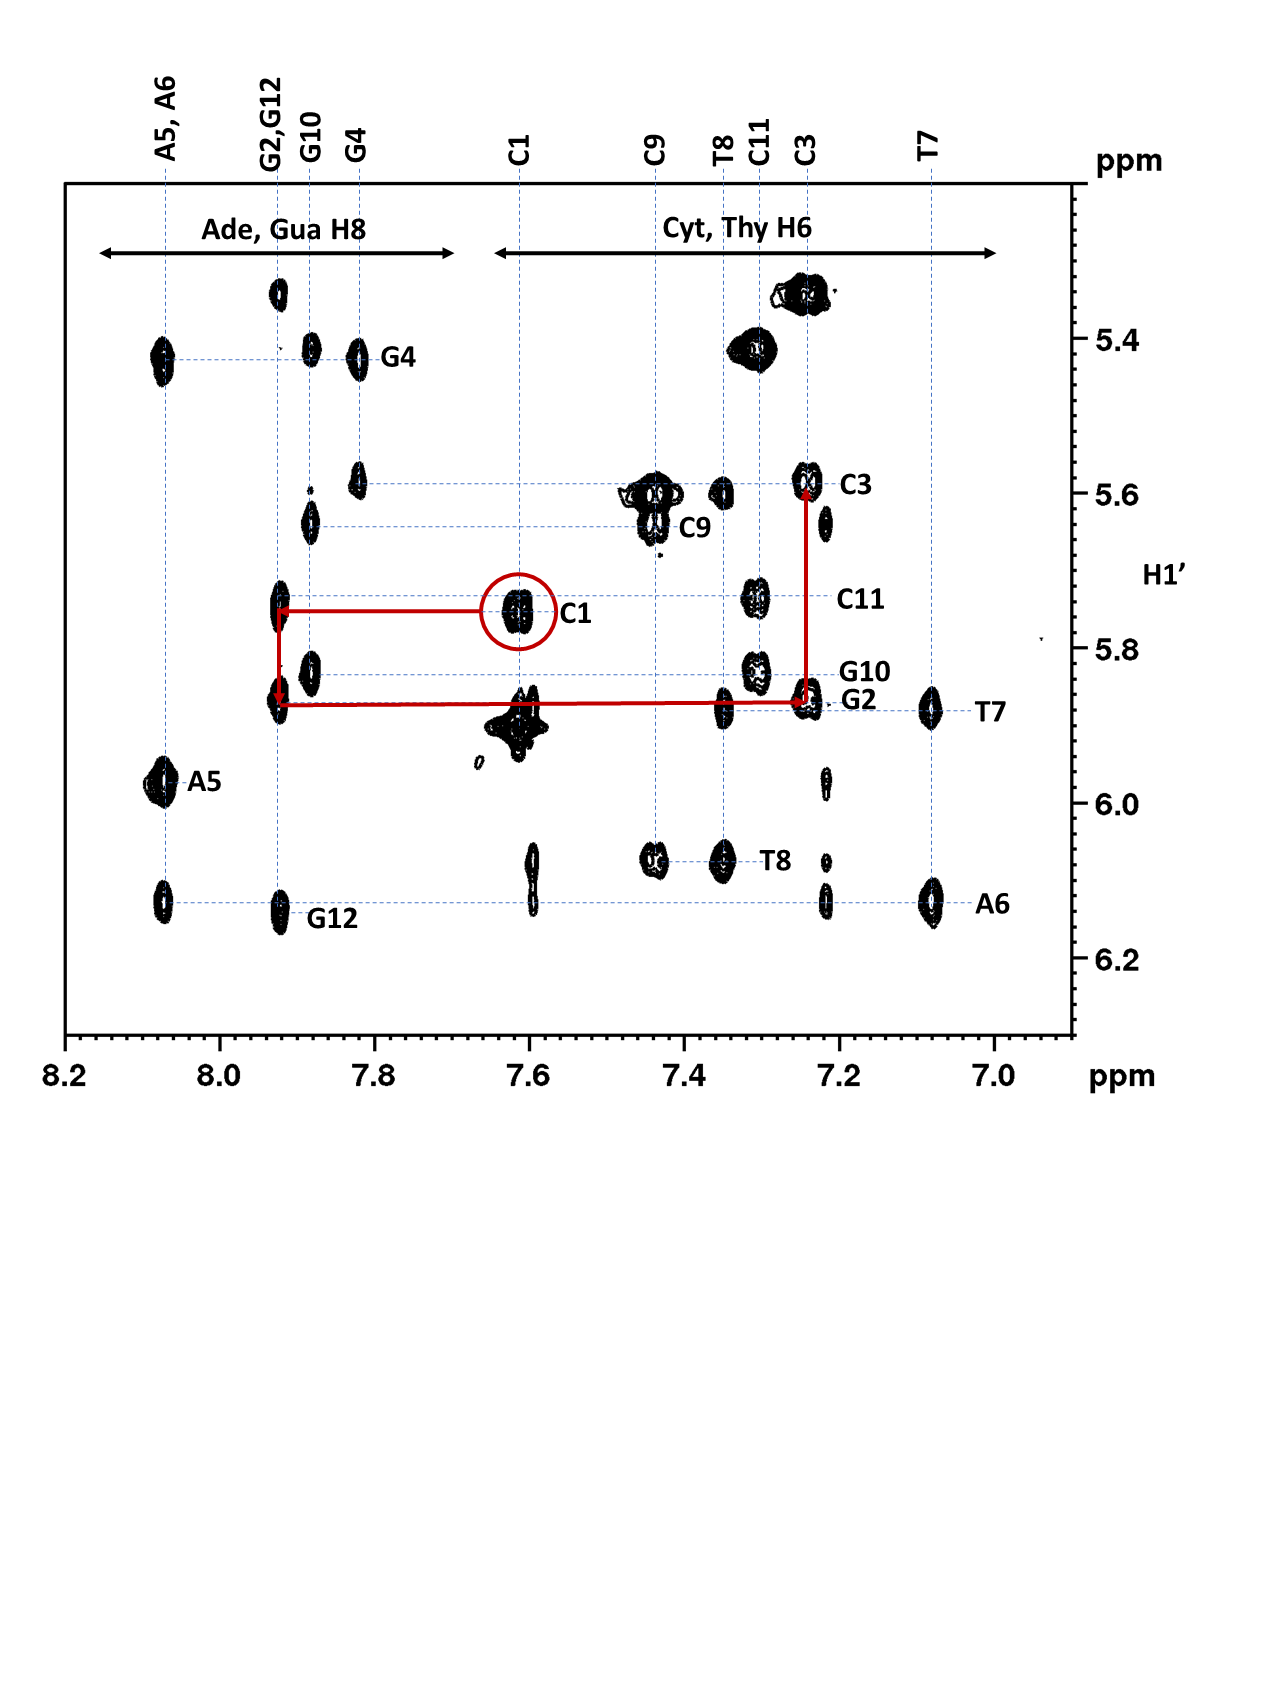 A5, A6
G2,G12
G10
G4
C1
C9
T8
C11
C3
T7
ppm
Ade, Gua H8
Cyt, Thy H6
5.4
G4
C3
5.6
C9
H1’
C11
C1
5.8
G10
G2
T7
A5
6.0
T8
A6
G12
6.2
8.2
8.0
7.8
7.6
7.4
7.2
7.0
ppm